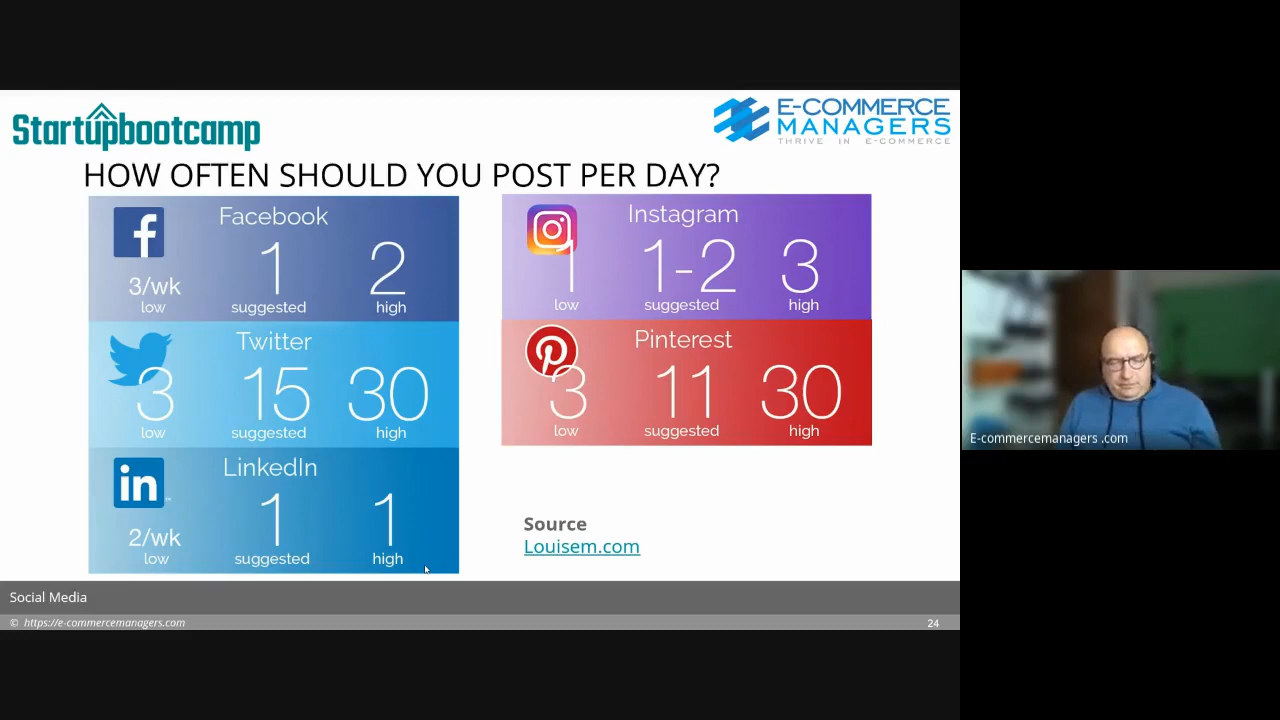 Startupbootcamp
E-COMMERCE
MANAGERS
THRIVE IN E-COMMERCE
HOW OFTEN SHOULD YOU POST PER DAY?
Facebook
3/wk 1 2
low suggested high
Twitter
3 15 30
low suggested high
LinkedIn
in
2/wk 1 1
low suggested high
Instagram
1 1-2 3
low suggested high
Pinterest
3 11 30
low suggested high
Source
Louisem.com
Social Media
© https://e-commercemanagers.com
24
E-commercemanagers .com